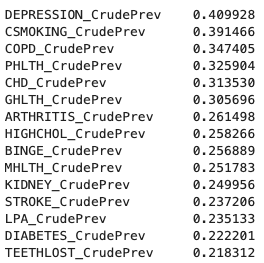 DEPRESSION_CrudePrev 0.409928
CSMOKING_CrudePrev 0.391466
COPD_CrudePrev 0.347405
PHLTH_CrudePrev 0.325904
CHD_CrudePrev 0.313530
GHLTH_CrudePrev 0.305696
ARTHRITIS_CrudePrev 0.261498
HIGHCHOL_CrudePrev 0.258266
BINGE_CrudePrev 0.256889
MHLTH_CrudePrev 0.251783
KIDNEY_CrudePrev 0.249956
STROKE_CrudePrev 0.237206
LPA_CrudePrev 0.235133
DIABETES_CrudePrev 0.222201
TEETHLOST_CrudePrev 0.218312